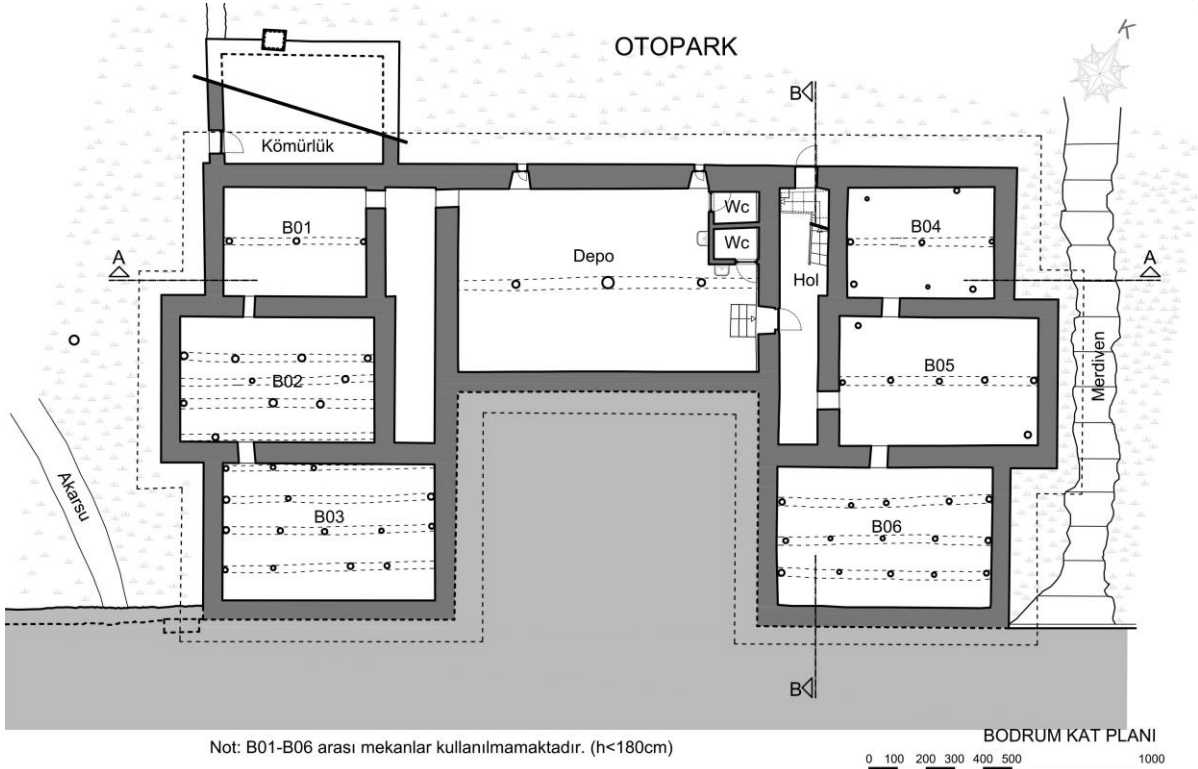 OTOPARK
K
B
Kömürlük
B01
Wc
Wc
B04
Depo
Hol
A
A
B02
B05
Merdiven
Akarsu
B03
B06
B
Not: B01-B06 arası mekanlar kullanılmamaktadır. (h<180cm)
BODRUM KAT PLANI
0 100 200 300 400 500 1000